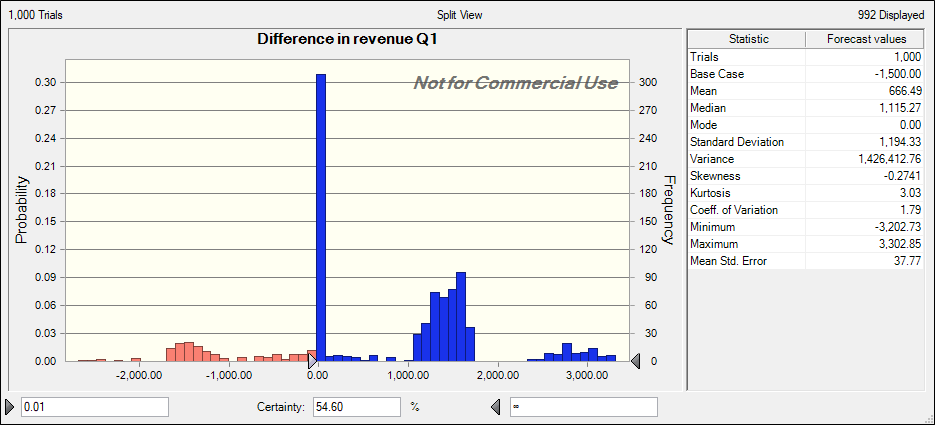 1,000 Trials Split View 992 Displayed
Difference in revenue Q1
Not for Commercial Use
Probability
0.30
0.27
0.24
0.21
0.18
0.15
0.12
0.09
0.06
0.03
0.00
300
270
240
210
180
150
120
90
60
30
0
Frequency
-2,000.00 -1,000.00 0.00 1,000.00 2,000.00 3,000.00
Statistic Forecast values
Trials 1,000
Base Case -1,500.00
Mean 666.49
Median 1,115.27
Mode 0.00
Standard Deviation 1,194.33
Variance 1,426,412.76
Skewness -0.2741
Kurtosis 3.03
Coeff. of Variation 1.79
Minimum -3,202.73
Maximum 3,302.85
Mean Std. Error 37.77
0.01 Certainty: 54.60 % ∞